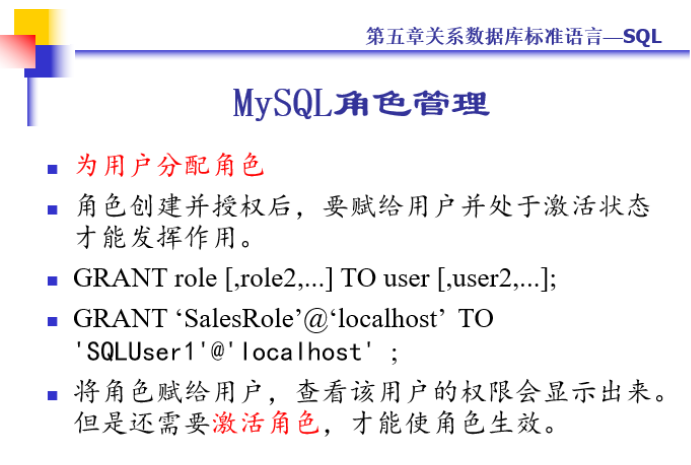 第五章关系数据库标准语言—SQL
MySQL角色管理
为用户分配角色
角色创建并授权后，要赋给用户并处于激活状态
才能发挥作用。
GRANT role [,role2,...] TO user [,user2,...];
GRANT ‘SalesRole’@‘localhost’ TO
'SQLUser1'@'localhost' ;
将角色赋给用户，查看该用户的权限会显示出来。
但是还需要激活角色，才能使角色生效。